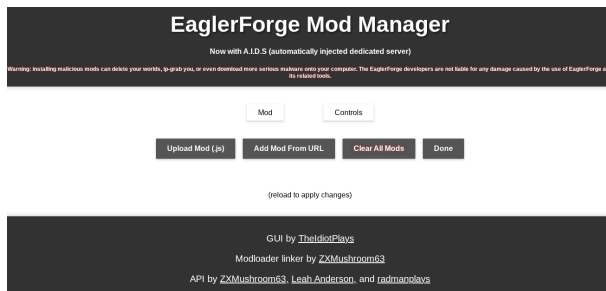 EaglerForge Mod Manager
Now with A.I.D.S (automatically injected dedicated server)
Warning: installing malicious mods can delete your worlds, ip-grab you, or even download more serious malware onto your computer. The EaglerForge developers are not liable for any damage caused by the use of EaglerForge a
its related tools.
Mod Controls
Upload Mod (.js) Add Mod From URL Clear All Mods Done
(reload to apply changes)
GUI by TheIdiotPlays
Modloader linker by ZXMushroom63
API by ZXMushroom63, Leah Anderson, and radmanplays